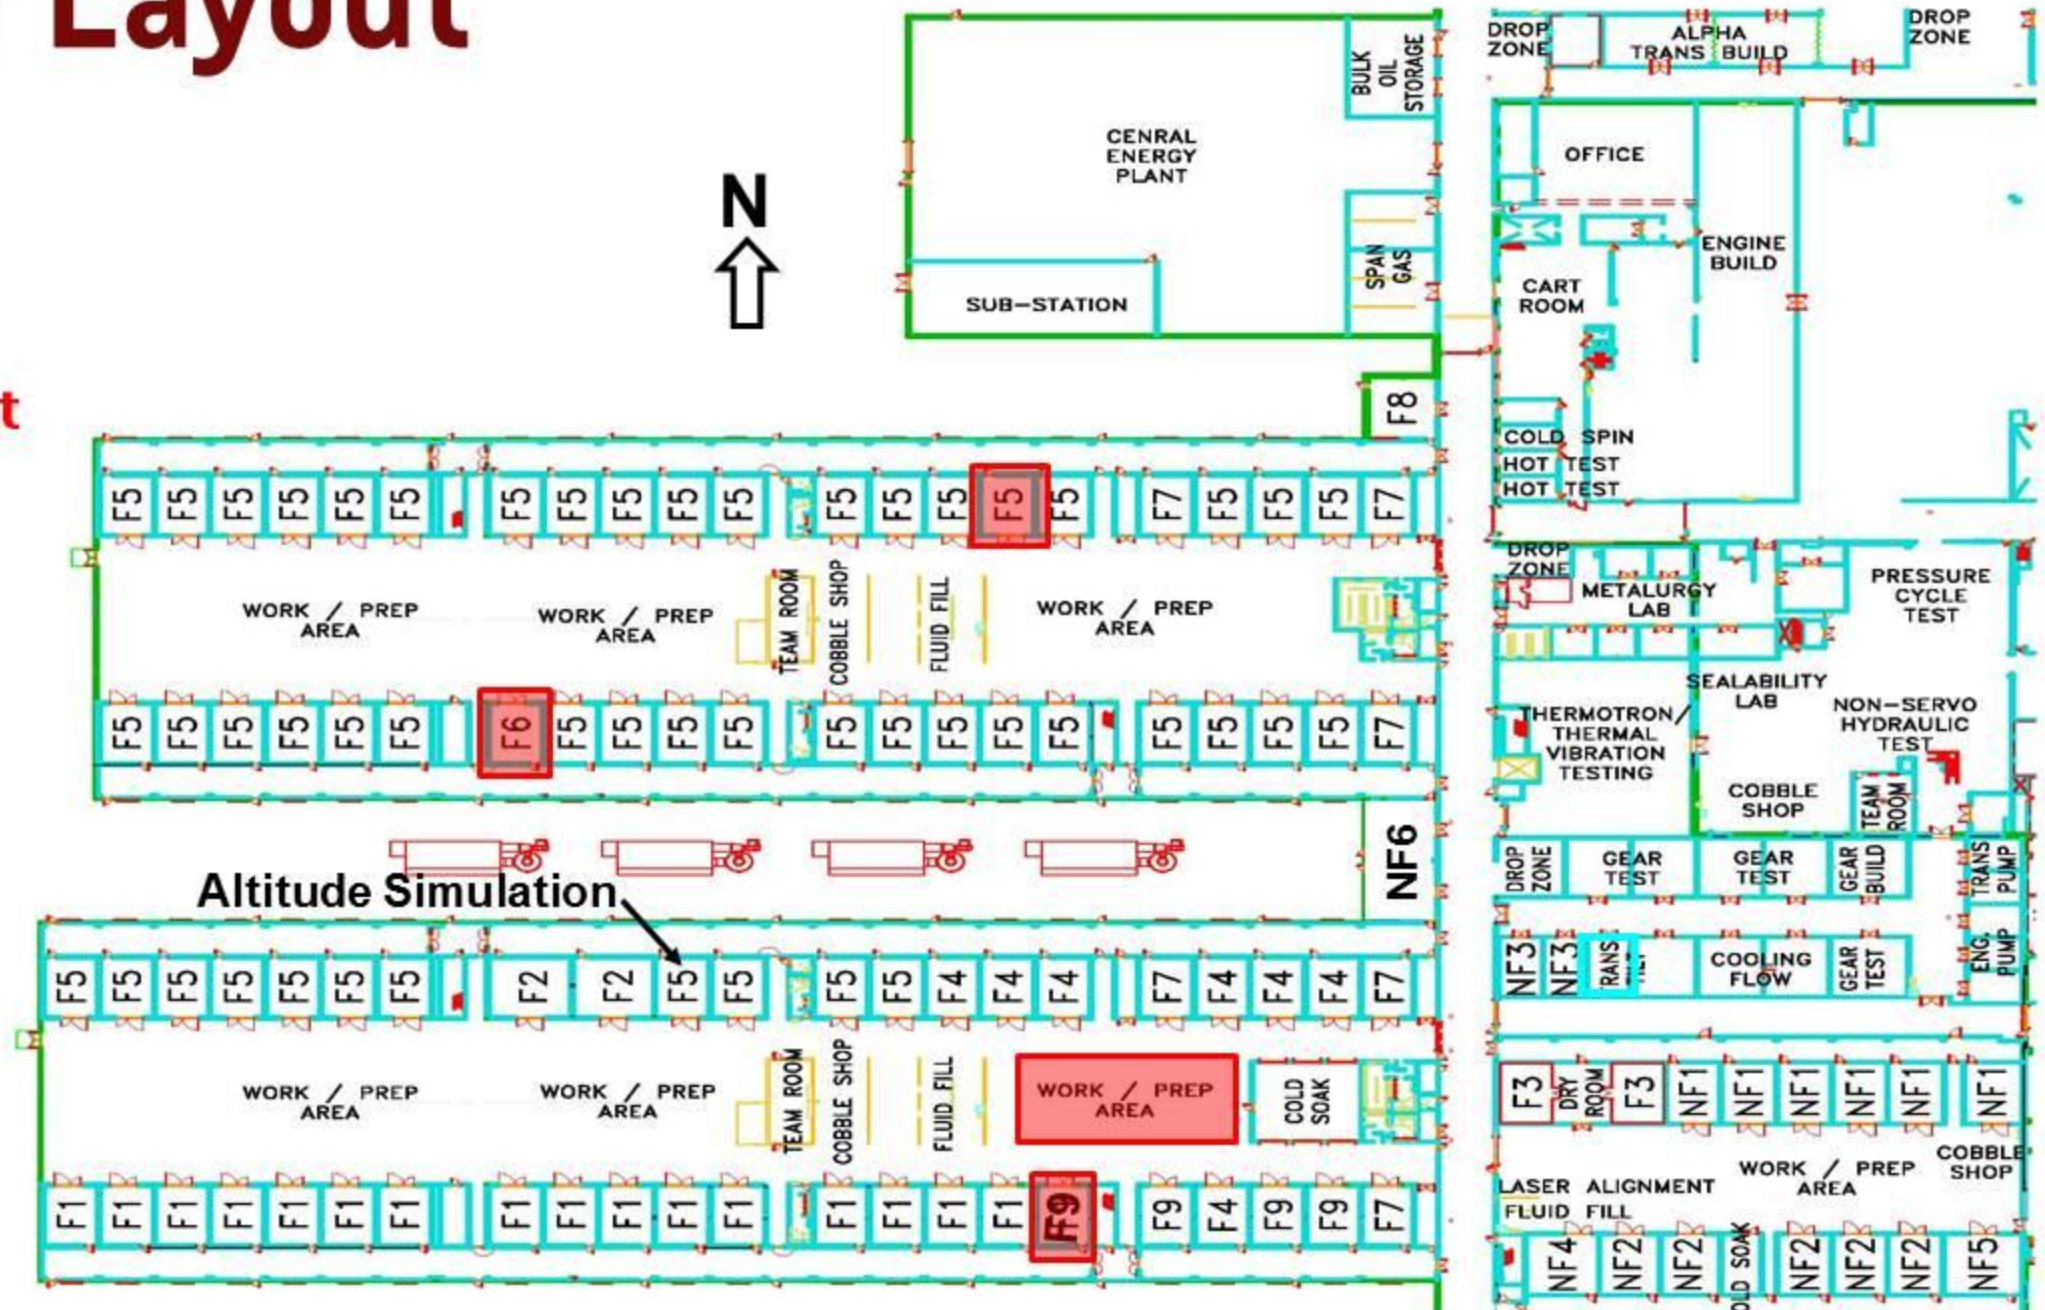 Layout
t
N
DROP
ZONE
ALPHA
TRANS BUILD
DROP
ZONE
BULK
OIL
STORAGE
CENRAL
ENERGY
PLANT
OFFICE
SPAN
GAS
SUB-STATION
ENGINE
BUILD
CART
ROOM
F8
COLD SPIN
HOT TEST
HOT TEST
F5 F5 F5 F5 F5 F5 F5 F5 F5 F5 F5 F5 F5 F5 F5 F5 F7 F5 F5 F5 F7
WORK / PREP
AREA
WORK / PREP
AREA
TEAM ROOM
COBBLE SHOP
FLUID FILL
WORK / PREP
AREA
DROP
ZONE
METALURGY
LAB
PRESSURE
CYCLE
TEST
F5 F5 F5 F5 F5 F5 F6 F5 F5 F5 F5 F5 F5 F5 F5 F5 F5 F5 F5 F5 F7
SEALABILITY
LAB
THERMOTRON/
THERMAL
VIBRATION
TESTING
NON-SERVO
HYDRAULIC
TEST
COBBLE
SHOP
TEAM
ROOM
NF6
Altitude Simulation
DROP
ZONE
GEAR
TEST
GEAR
TEST
GEAR
BUILD
TRANS
PUMP
F5 F5 F5 F5 F5 F5 F5 F2 F2 F5 F5 F5 F5 F4 F4 F4 F7 F4 F4 F4 F7
NF3 NF3
TRANS
COOLING
FLOW
GEAR
TEST
ENG.
PUMP
WORK / PREP
AREA
WORK / PREP
AREA
TEAM ROOM
COBBLE SHOP
FLUID FILL
WORK / PREP
AREA
COLD
SOAK
F3
DRY
ROOM
F3 NF1 NF1 NF1 NF1 NF1 NF1
WORK / PREP
AREA
COBBLE
SHOP
LASER ALIGNMENT
FLUID FILL
F1 F1 F1 F1 F1 F1 F1 F1 F1 F1 F1 F1 F1 F1 F1 F1 F9 F9 F4 F9 F9 F7
NF4 NF2 NF2
OLD SOAK
NF2 NF2 NF2 NF5